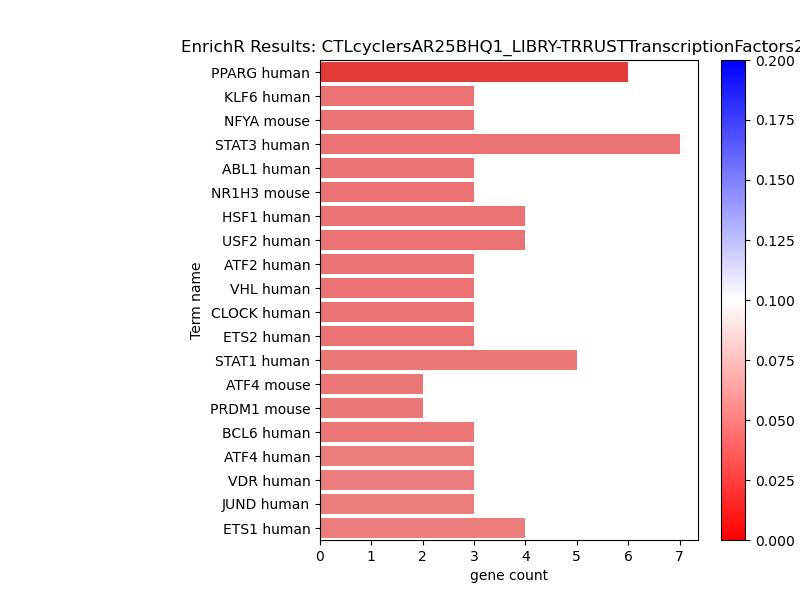 EnrichR Results: CTLcyclersAR25BHQ1_LIBRY-TRRUSTTranscriptionFactors2
PPARG human
KLF6 human
NFYA mouse
STAT3 human
ABL1 human
NR1H3 mouse
HSF1 human
USF2 human
ATF2 human
VHL human
CLOCK human
ETS2 human
STAT1 human
ATF4 mouse
PRDM1 mouse
BCL6 human
ATF4 human
VDR human
JUND human
ETS1 human
Term name
0 1 2 3 4 5 6 7
gene count
0.200
0.175
0.150
0.125
0.100
0.075
0.050
0.025
0.000